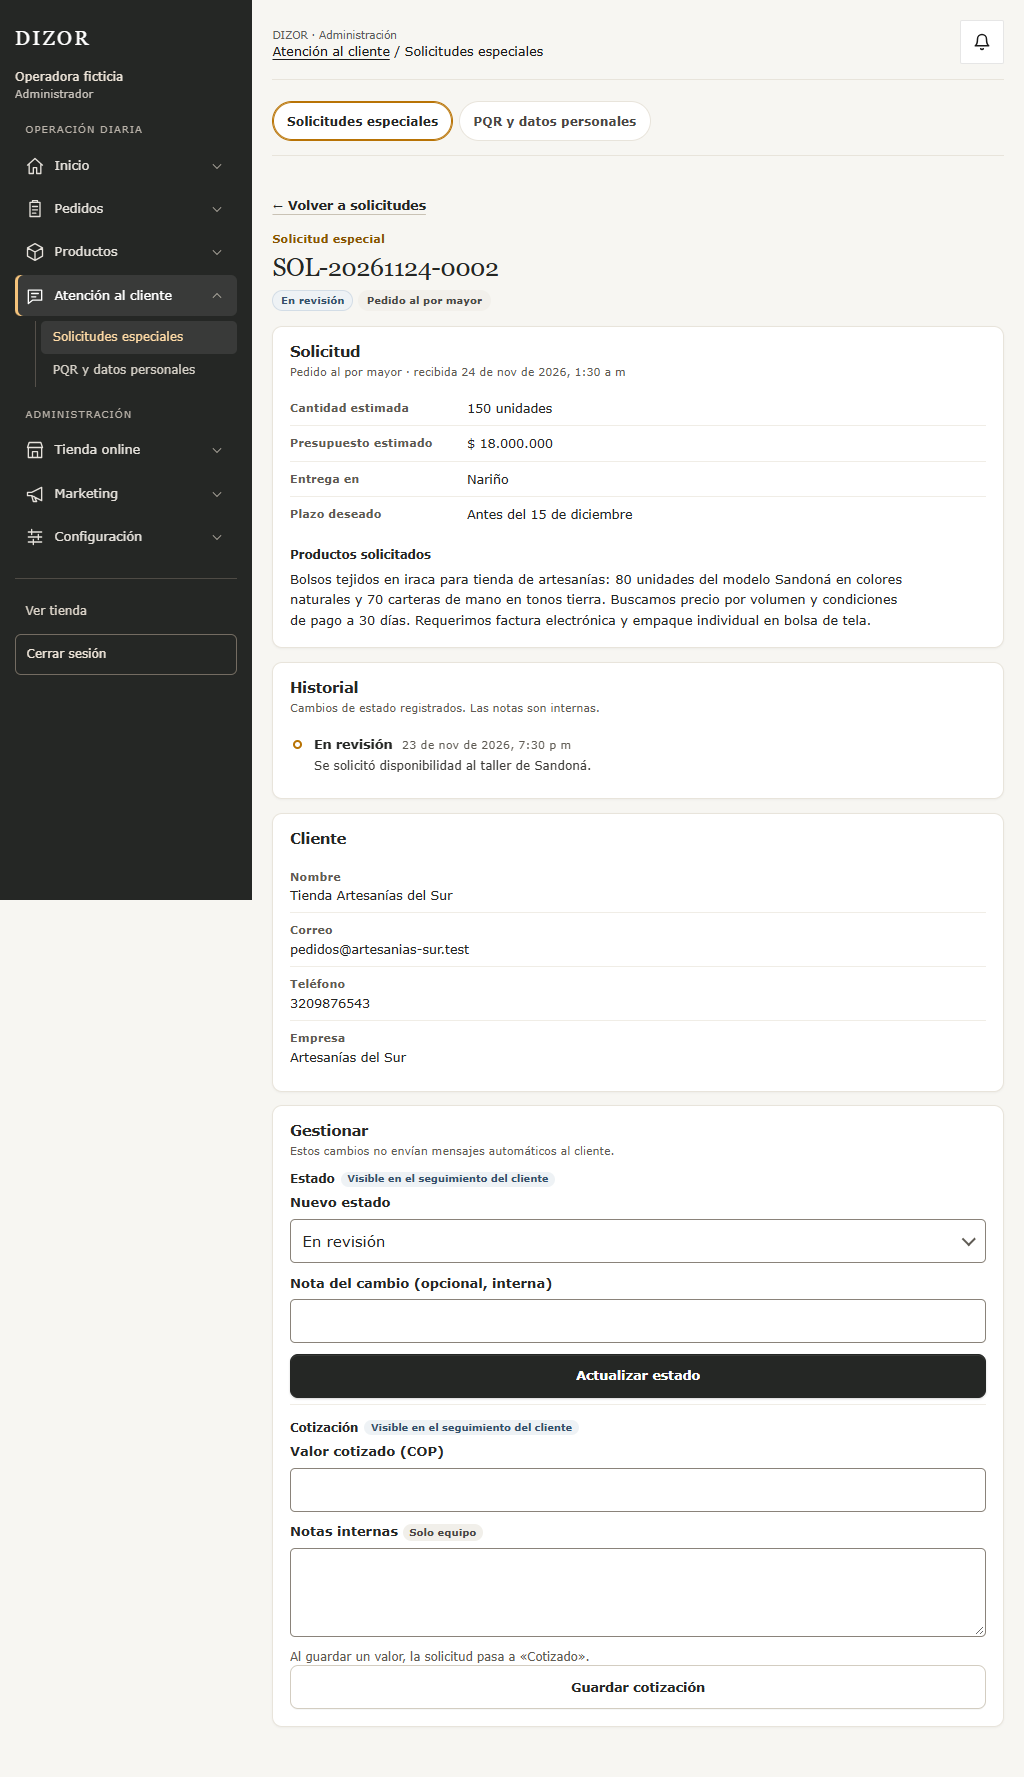 DIZOR
Operadora ficticia
Administrador
OPERACIÓN DIARIA
Inicio
Pedidos
Productos
Atención al cliente
Solicitudes especiales
PQR y datos personales
ADMINISTRACIÓN
Tienda online
Marketing
Configuración
Ver tienda
Cerrar sesión
DIZOR · Administración
Atención al cliente / Solicitudes especiales
Solicitudes especiales
PQR y datos personales
← Volver a solicitudes
Solicitud especial
SOL-20261124-0002
En revisión
Pedido al por mayor
Solicitud
Pedido al por mayor · recibida 24 de nov de 2026, 1:30 a m
Cantidad estimada 150 unidades
Presupuesto estimado $ 18.000.000
Entrega en Nariño
Plazo deseado Antes del 15 de diciembre
Productos solicitados
Bolsos tejidos en iraca para tienda de artesanías: 80 unidades del modelo Sandoná en colores
naturales y 70 carteras de mano en tonos tierra. Buscamos precio por volumen y condiciones
de pago a 30 días. Requerimos factura electrónica y empaque individual en bolsa de tela.
Historial
Cambios de estado registrados. Las notas son internas.
En revisión 23 de nov de 2026, 7:30 p m
Se solicitó disponibilidad al taller de Sandoná.
Cliente
Nombre
Tienda Artesanías del Sur
Correo
pedidos@artesanias-sur.test
Teléfono
3209876543
Empresa
Artesanías del Sur
Gestionar
Estos cambios no envían mensajes automáticos al cliente.
Estado Visible en el seguimiento del cliente
Nuevo estado
En revisión
Nota del cambio (opcional, interna)
Actualizar estado
Cotización Visible en el seguimiento del cliente
Valor cotizado (COP)
Notas internas Solo equipo
Al guardar un valor, la solicitud pasa a «Cotizado».
Guardar cotización